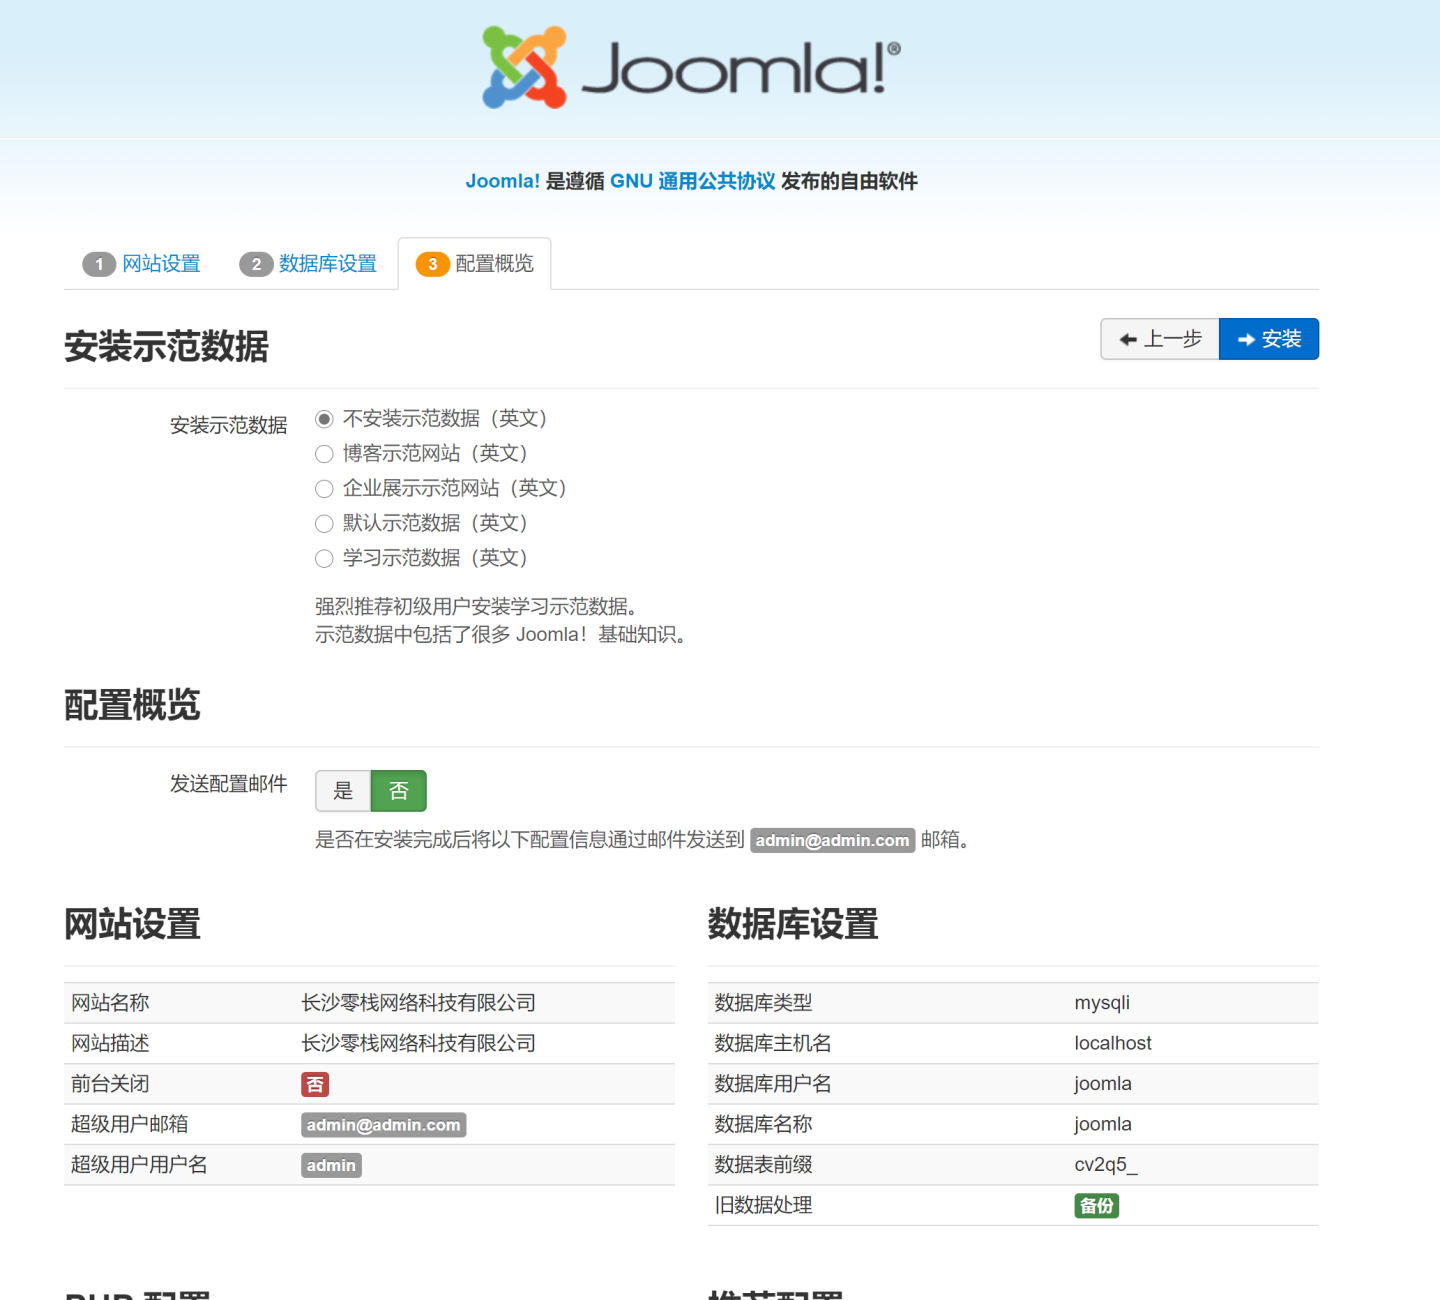 Joomla!®
Joomla! 是遵循 GNU 通用公共协议 发布的自由软件
1 网站设置
2 数据库设置
3 配置概览
安装示范数据
上一步
安装
安装示范数据
不安装示范数据（英文）
博客示范网站（英文）
企业展示示范网站（英文）
默认示范数据（英文）
学习示范数据（英文）
强烈推荐初级用户安装学习示范数据。
示范数据中包括了很多 Joomla！基础知识。
配置概览
发送配置邮件
是
否
是否在安装完成后将以下配置信息通过邮件发送到 admin@admin.com 邮箱。
网站设置
网站名称 长沙零栈网络科技有限公司
网站描述 长沙零栈网络科技有限公司
前台关闭 否
超级用户邮箱 admin@admin.com
超级用户用户名 admin
数据库设置
数据库类型 mysqli
数据库主机名 localhost
数据库用户名 joomla
数据库名称 joomla
数据表前缀 cv2q5_
旧数据处理 备份
PHP 配置
推荐配置